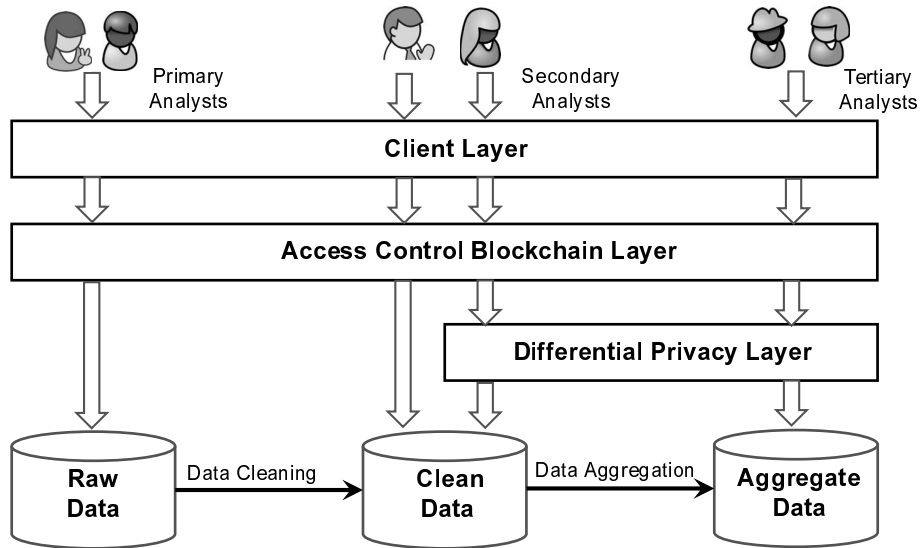 Primary
Analysts
Secondary
Analysts
Tertiary
Analysts
Client Layer
Access Control Blockchain Layer
Differential Privacy Layer
Raw
Data
Data Cleaning
Clean
Data
Data Aggregation
Aggregate
Data